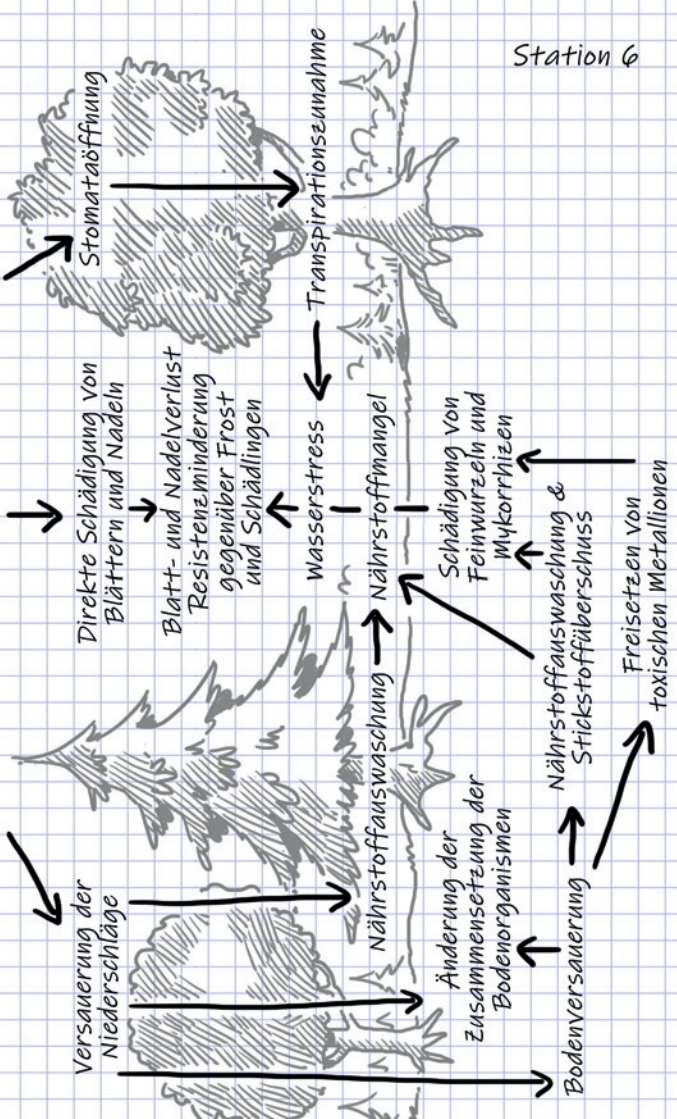 Station 6
Versauerung der
Niederschläge
Direkte Schädigung von
Blättern und Nadeln
Stomataöffnung
Blatt- und Nadelverlust
Resistenzminderung
gegenüber Frost
und Schädlingen
Wasserstress
Transpirationszunahme
Nährstoffauswaschung
Nährstoffmangel
Änderung der
Zusammensetzung der
Bodenorganismen
Schädigung von
Feinwurzeln und
Mykorrhizen
Bodenversauerung
Nährstoffauswaschung &
Stickstoffüberschuss
Freisetzen von
toxischen Metallionen